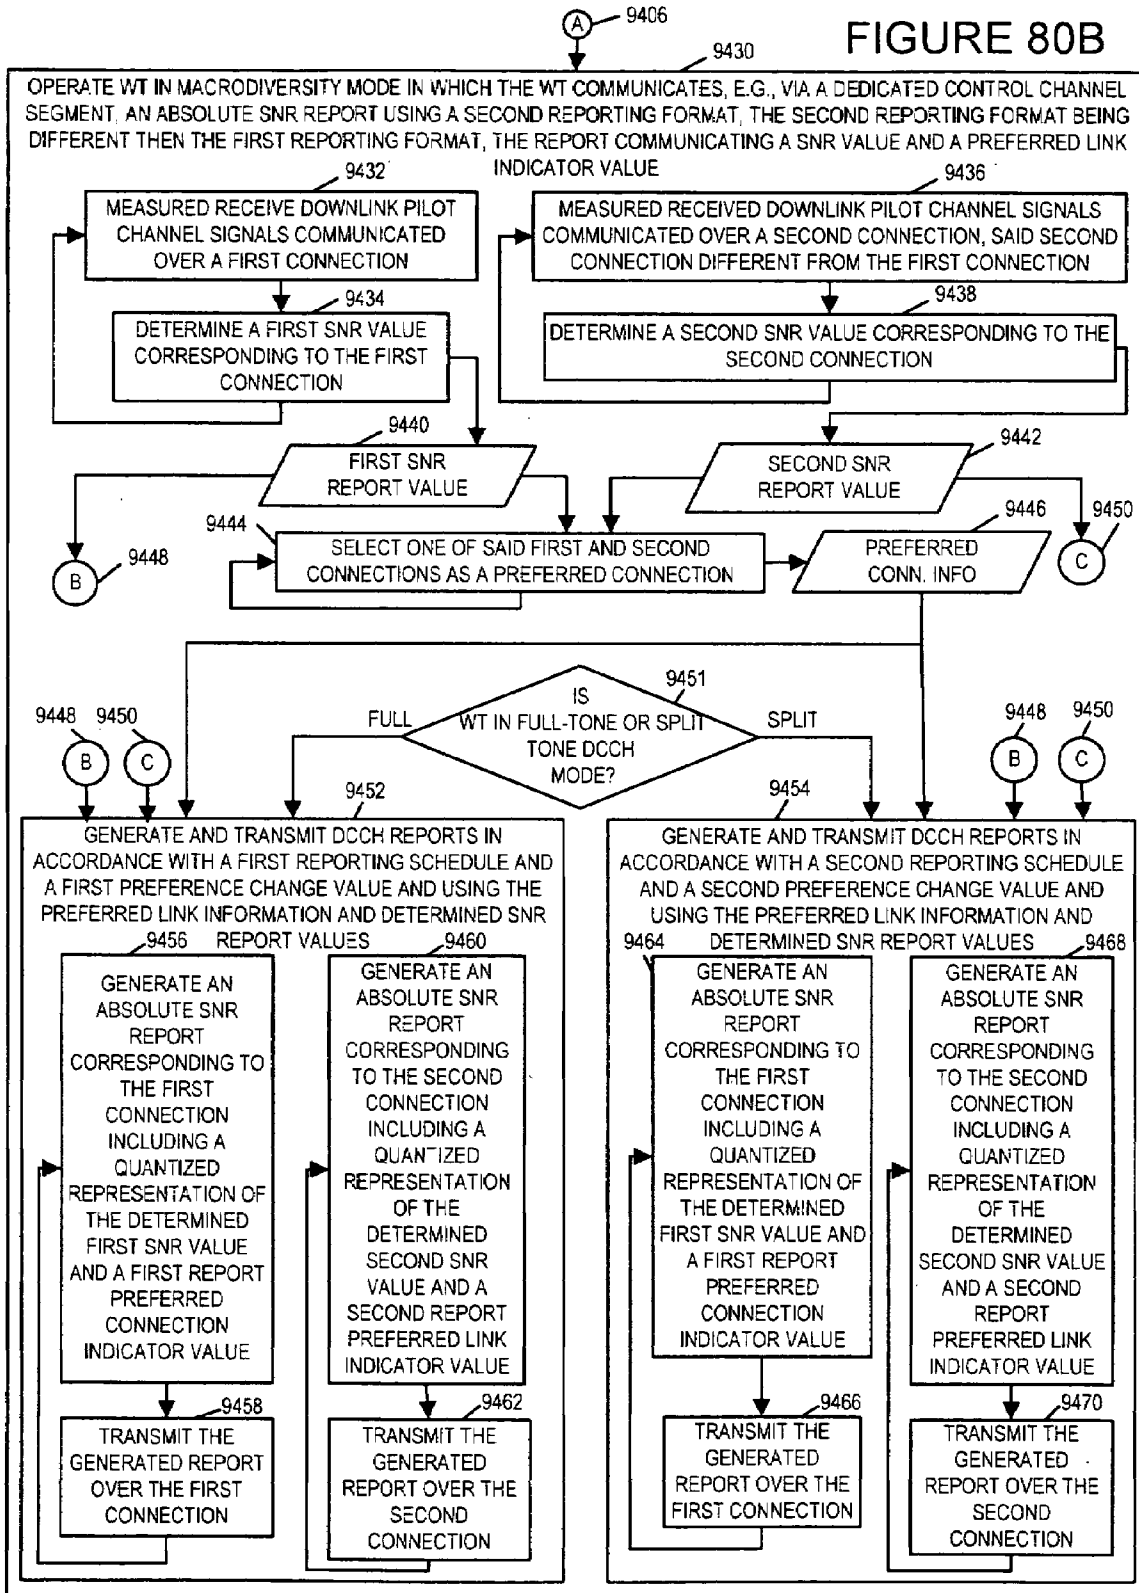 A
9406
FIGURE 80B
9430
OPERATE WT IN MACRODIVERSITY MODE IN WHICH THE WT COMMUNICATES, E.G., VIA A DEDICATED CONTROL CHANNEL
SEGMENT, AN ABSOLUTE SNR REPORT USING A SECOND REPORTING FORMAT, THE SECOND REPORTING FORMAT BEING
DIFFERENT THEN THE FIRST REPORTING FORMAT, THE REPORT COMMUNICATING A SNR VALUE AND A PREFERRED LINK
INDICATOR VALUE
9432
MEASURED RECEIVE DOWNLINK PILOT
CHANNEL SIGNALS COMMUNICATED
OVER A FIRST CONNECTION
9436
MEASURED RECEIVED DOWNLINK PILOT CHANNEL SIGNALS
COMMUNICATED OVER A SECOND CONNECTION, SAID SECOND
CONNECTION DIFFERENT FROM THE FIRST CONNECTION
9434
DETERMINE A FIRST SNR VALUE
CORRESPONDING TO THE FIRST
CONNECTION
9438
DETERMINE A SECOND SNR VALUE CORRESPONDING TO THE
SECOND CONNECTION
9440
FIRST SNR
REPORT VALUE
9442
SECOND SNR
REPORT VALUE
9444
SELECT ONE OF SAID FIRST AND SECOND
CONNECTIONS AS A PREFERRED CONNECTION
9446
PREFERRED
CONN. INFO
B
9448
C
9450
9451
IS
WT IN FULL-TONE OR SPLIT
TONE DCCH
MODE?
FULL
SPLIT
9448
B
9450
C
9448
B
9450
C
9452
GENERATE AND TRANSMIT DCCH REPORTS IN
ACCORDANCE WITH A FIRST REPORTING SCHEDULE AND
A FIRST PREFERENCE CHANGE VALUE AND USING THE
PREFERRED LINK INFORMATION AND DETERMINED SNR
REPORT VALUES
9456
GENERATE AN
ABSOLUTE SNR
REPORT
CORRESPONDING TO
THE FIRST
CONNECTION
INCLUDING A
QUANTIZED
REPRESENTATION OF
THE DETERMINED
FIRST SNR VALUE
AND A FIRST REPORT
PREFERRED
CONNECTION
INDICATOR VALUE
9458
TRANSMIT THE
GENERATED REPORT
OVER THE FIRST
CONNECTION
9460
GENERATE AN
ABSOLUTE SNR
REPORT
CORRESPONDING
TO THE SECOND
CONNECTION
INCLUDING A
QUANTIZED
REPRESENTATION
OF THE
DETERMINED
SECOND SNR
VALUE AND A
SECOND REPORT
PREFERRED LINK
INDICATOR VALUE
9462
TRANSMIT THE
GENERATED
REPORT OVER THE
SECOND
CONNECTION
9454
GENERATE AND TRANSMIT DCCH REPORTS IN
ACCORDANCE WITH A SECOND REPORTING SCHEDULE
AND A SECOND PREFERENCE CHANGE VALUE AND
USING THE PREFERRED LINK INFORMATION AND
DETERMINED SNR REPORT VALUES
9464
GENERATE AN
ABSOLUTE SNR
REPORT
CORRESPONDING TO
THE FIRST
CONNECTION
INCLUDING A
QUANTIZED
REPRESENTATION OF
THE DETERMINED
FIRST SNR VALUE AND
A FIRST REPORT
PREFERRED
CONNECTION
INDICATOR VALUE
9466
TRANSMIT THE
GENERATED
REPORT OVER THE
FIRST CONNECTION
9468
GENERATE AN
ABSOLUTE SNR
REPORT
CORRESPONDING
TO THE SECOND
CONNECTION
INCLUDING A
QUANTIZED
REPRESENTATION
OF THE
DETERMINED
SECOND SNR VALUE
AND A SECOND
REPORT
PREFERRED LINK
INDICATOR VALUE
9470
TRANSMIT THE
GENERATED
REPORT OVER THE
SECOND
CONNECTION